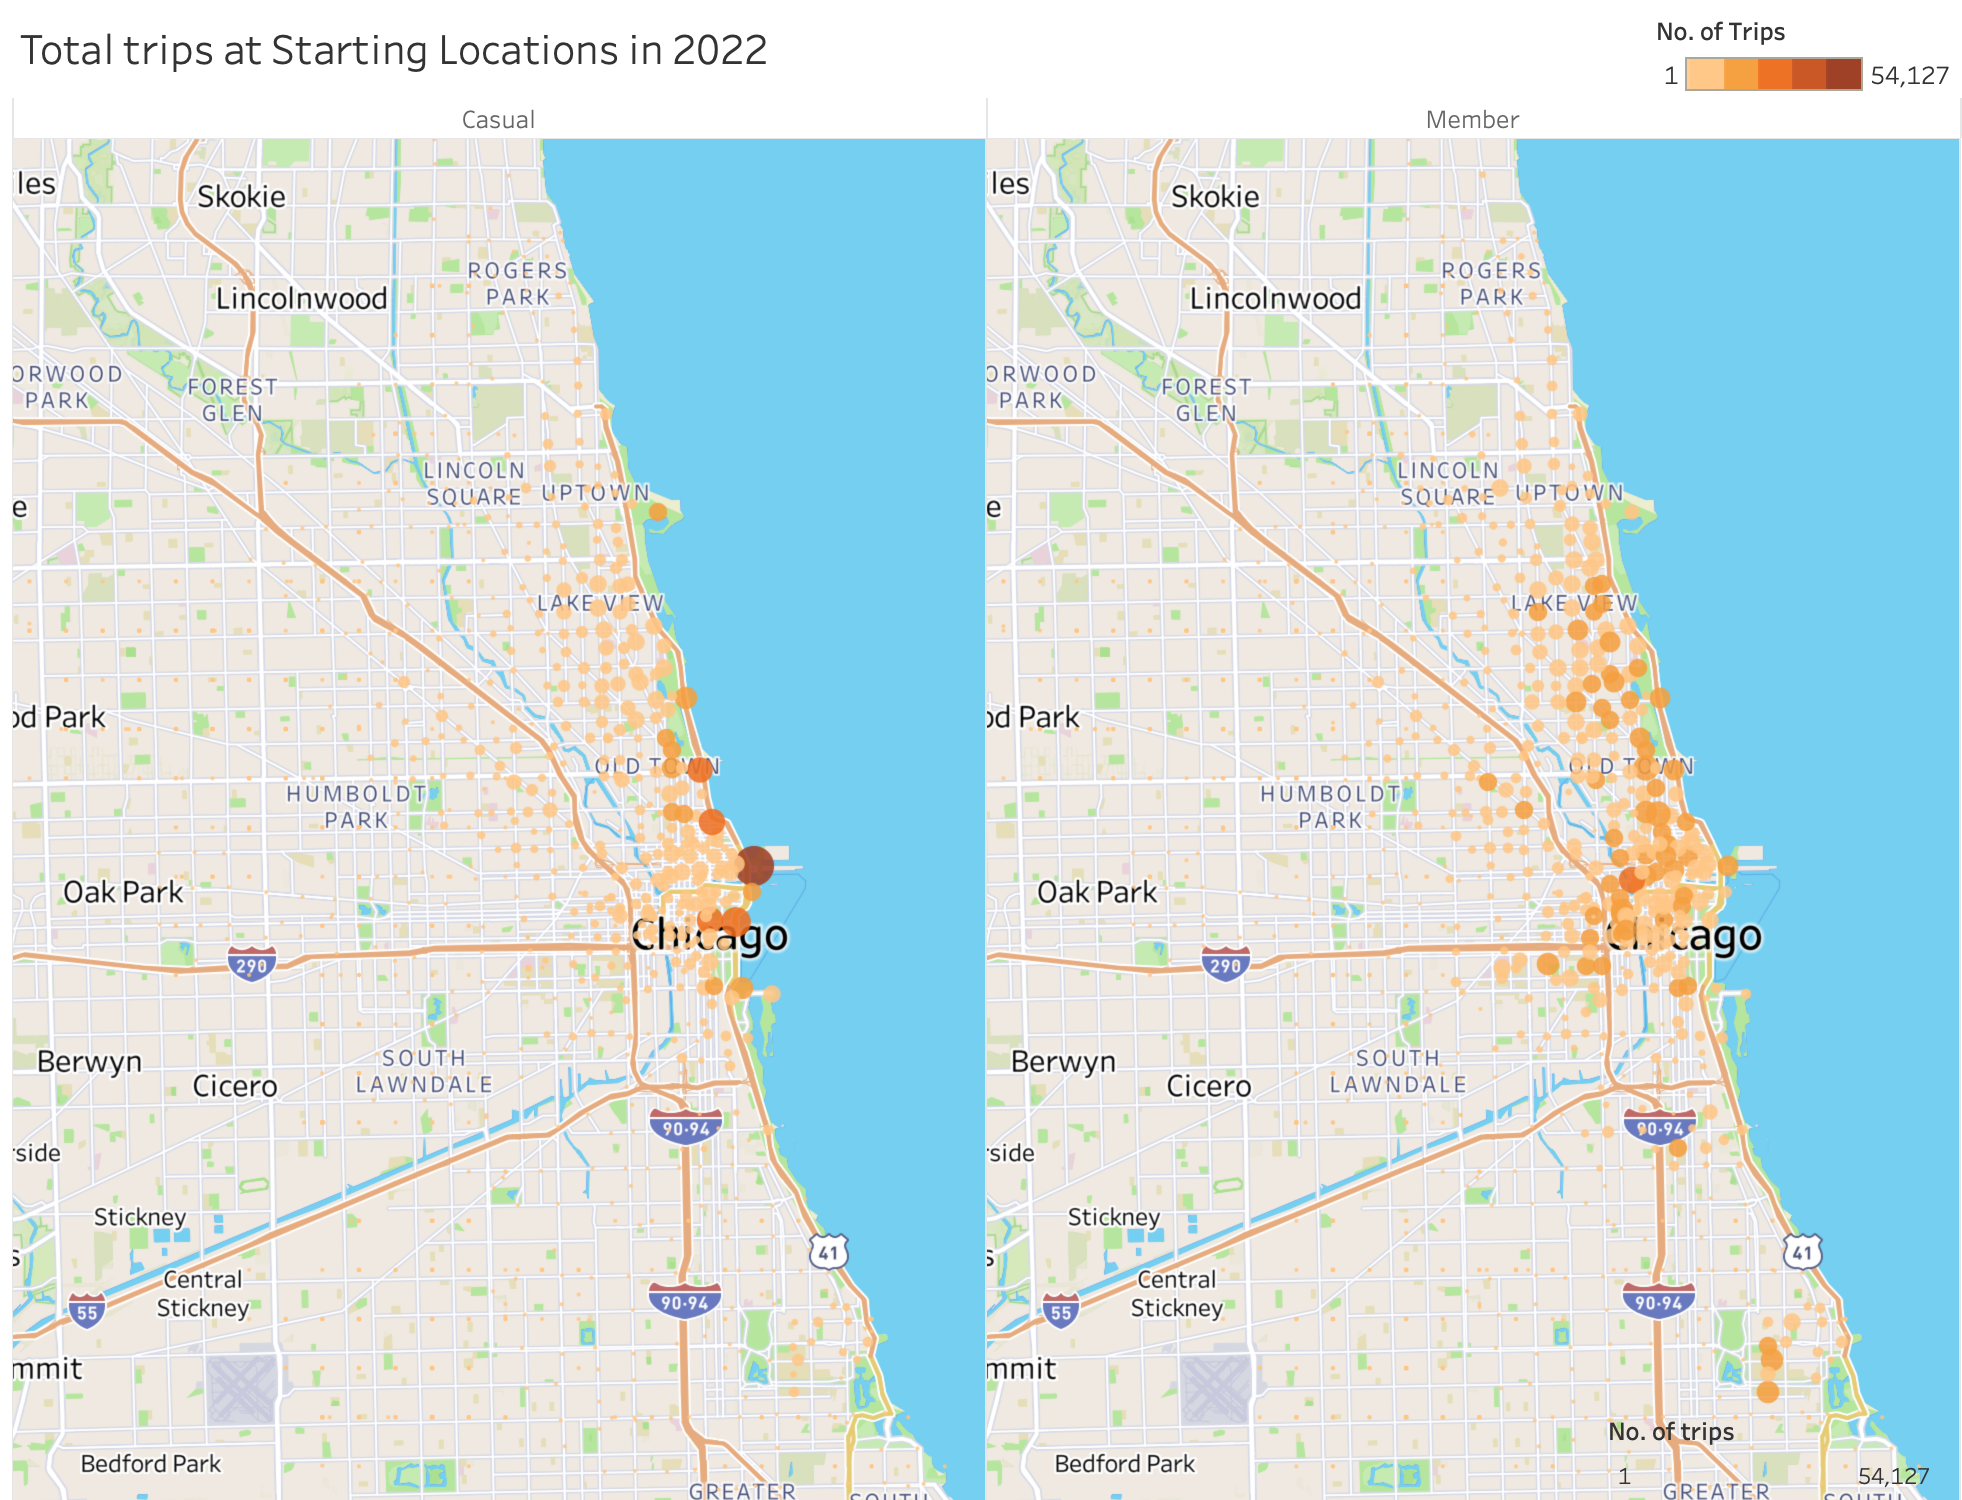 Total trips at Starting Locations in 2022
No. of Trips
1 54,127
Casual
les
Skokie
ROGERS
PARK
Lincolnwood
ORWOOD
PARK
FOREST
GLEN
LINCOLN
SQUARE
UPTOWN
e
LAKE VIEW
od Park
OLD TOWN
HUMBOLDT
PARK
Oak Park
Chicago
290
Berwyn
Cicero
SOUTH
LAWNDALE
90-94
rside
Stickney
s
41
Central
Stickney
55
90-94
mmit
Bedford Park
GREATER
SOUTH
Member
les
Skokie
ROGERS
PARK
Lincolnwood
ORWOOD
PARK
FOREST
GLEN
LINCOLN
SQUARE
UPTOWN
e
LAKE VIEW
od Park
OLD TOWN
HUMBOLDT
PARK
Oak Park
Chicago
290
Berwyn
Cicero
SOUTH
LAWNDALE
90-94
rside
Stickney
s
41
Central
Stickney
55
90-94
mmit
No. of trips
Bedford Park
1 54,127
GREATER
SOUTH